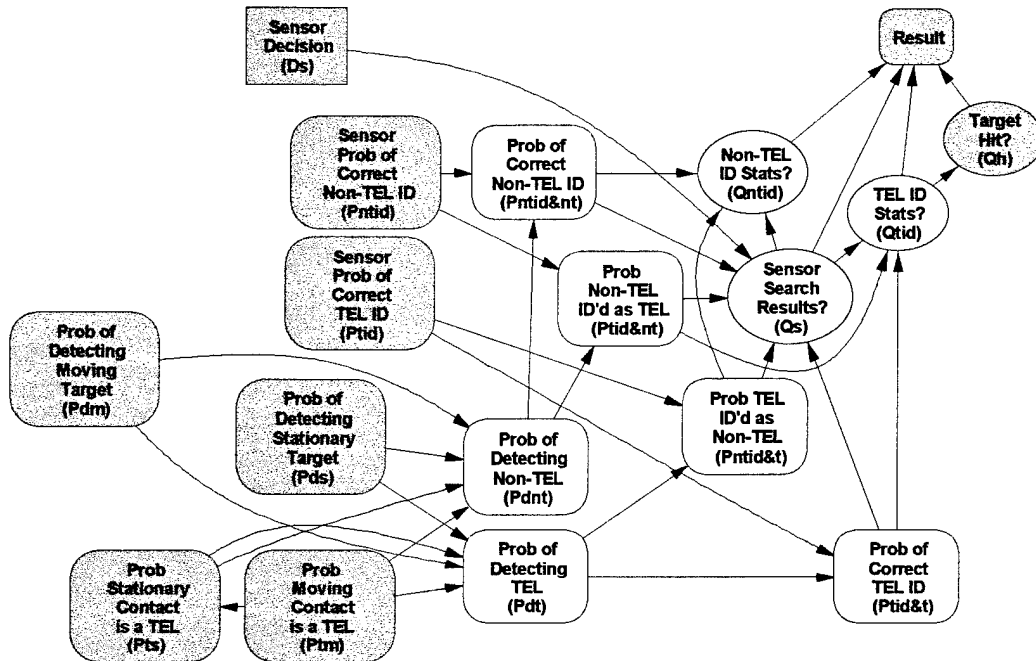 Sensor
Decision
(Ds)
Result
Target
Hit?
(Qh)
Sensor
Prob of
Correct
Non-TEL ID
(Pntid)
Prob of
Correct
Non-TEL ID
(Pntid&nt)
Non-TEL
ID Stats?
(Qntid)
TEL ID
Stats?
(Qtid)
Sensor
Prob of
Correct
TEL ID
(Ptid)
Prob
Non-TEL
ID'd as TEL
(Ptid&nt)
Sensor
Search
Results?
(Qs)
Prob of
Detecting
Moving
Target
(Pdm)
Prob of
Detecting
Stationary
Target
(Pds)
Prob of
Detecting
Non-TEL
(Pdnt)
Prob TEL
ID'd as
Non-TEL
(Pntid&t)
Prob
Stationary
Contact
is a TEL
(Pts)
Prob
Moving
Contact
is a TEL
(Ptm)
Prob of
Detecting
TEL
(Pdt)
Prob of
Correct
TEL ID
(Ptid&t)